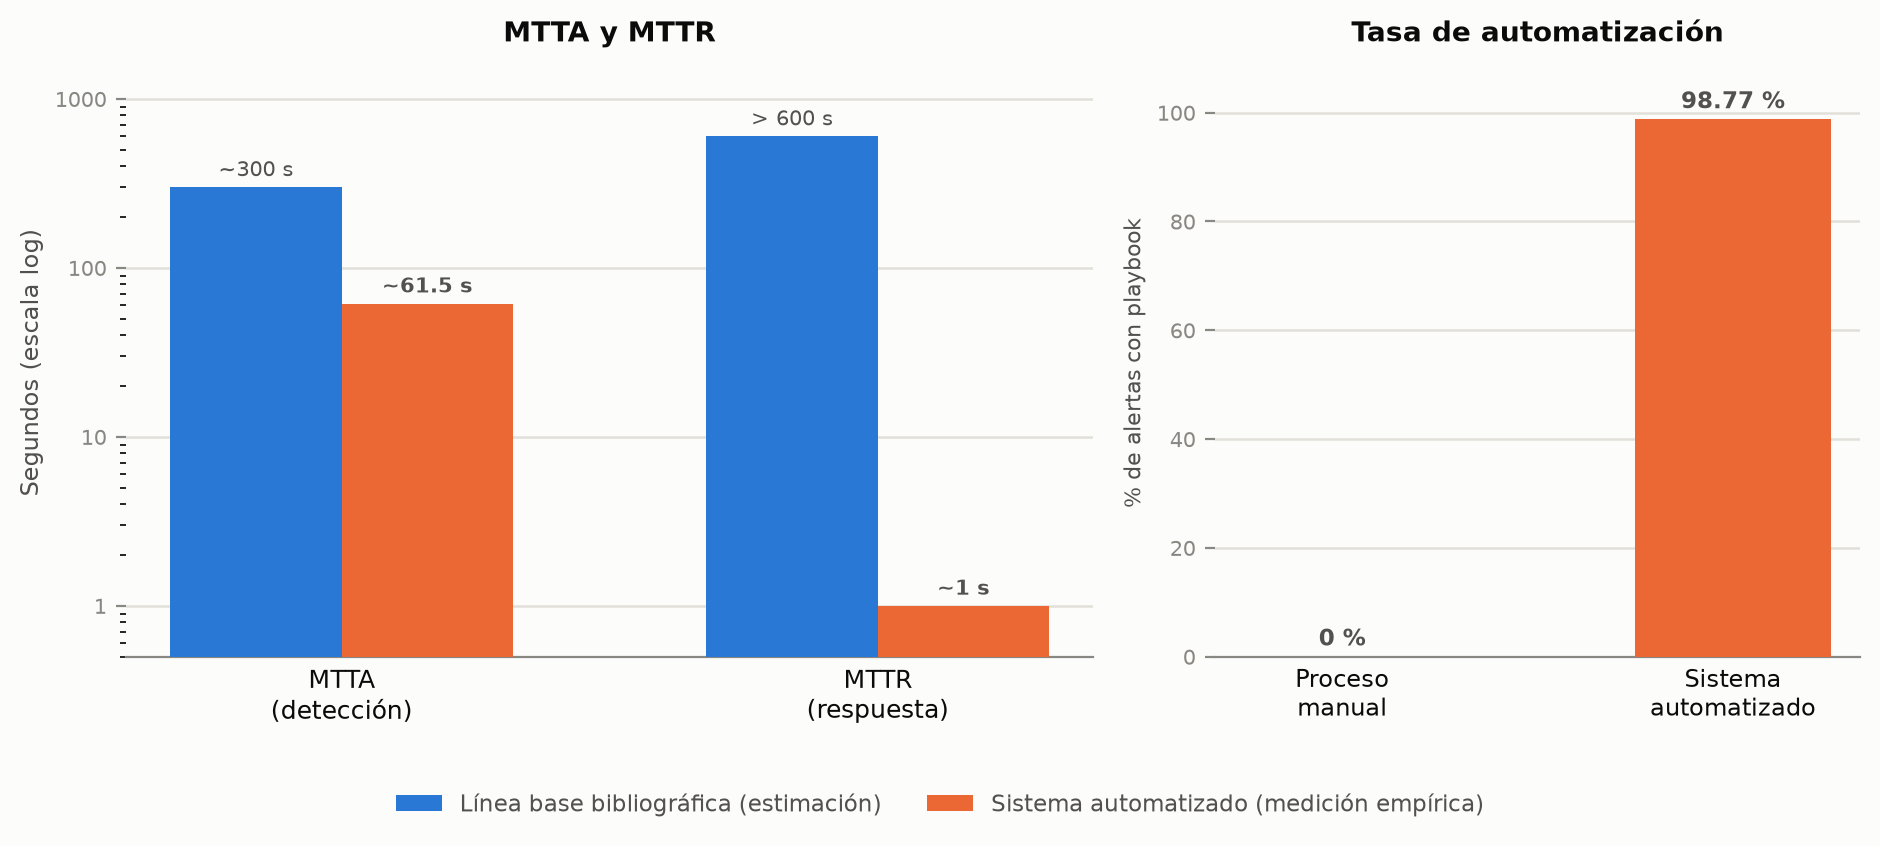 MTTA y MTTR
Segundos (escala log)
1000
100
10
1
~300 s
~61.5 s
> 600 s
~1 s
MTTA
(detección)
MTTR
(respuesta)
Tasa de automatización
% de alertas con playbook
100
80
60
40
20
0
0 %
98.77 %
Proceso
manual
Sistema
automatizado
Línea base bibliográfica (estimación)
Sistema automatizado (medición empírica)